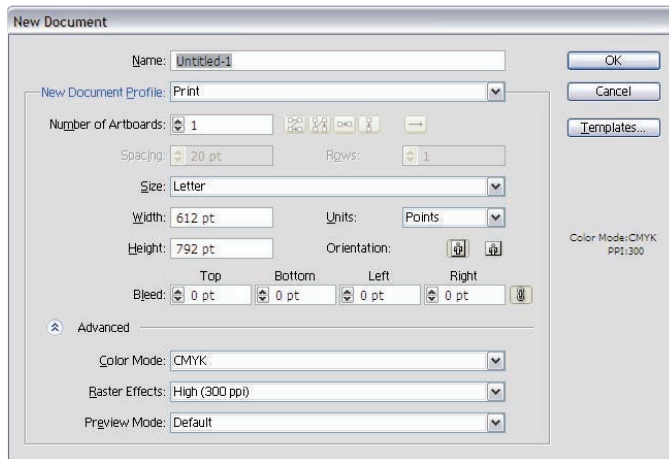 New Document
Name: Untitled-1
OK
New Document Profile: Print
Cancel
Number of Artboards: 1
Templates...
Spacing: 20 pt Rows: 1
Size: Letter
Width: 612 pt Units: Points
Color Mode:CMYK
PPI:300
Height: 792 pt Orientation:
Top Bottom Left Right
Bleed: 0 pt 0 pt 0 pt 0 pt
Advanced
Color Mode: CMYK
Raster Effects: High (300 ppi)
Preview Mode: Default